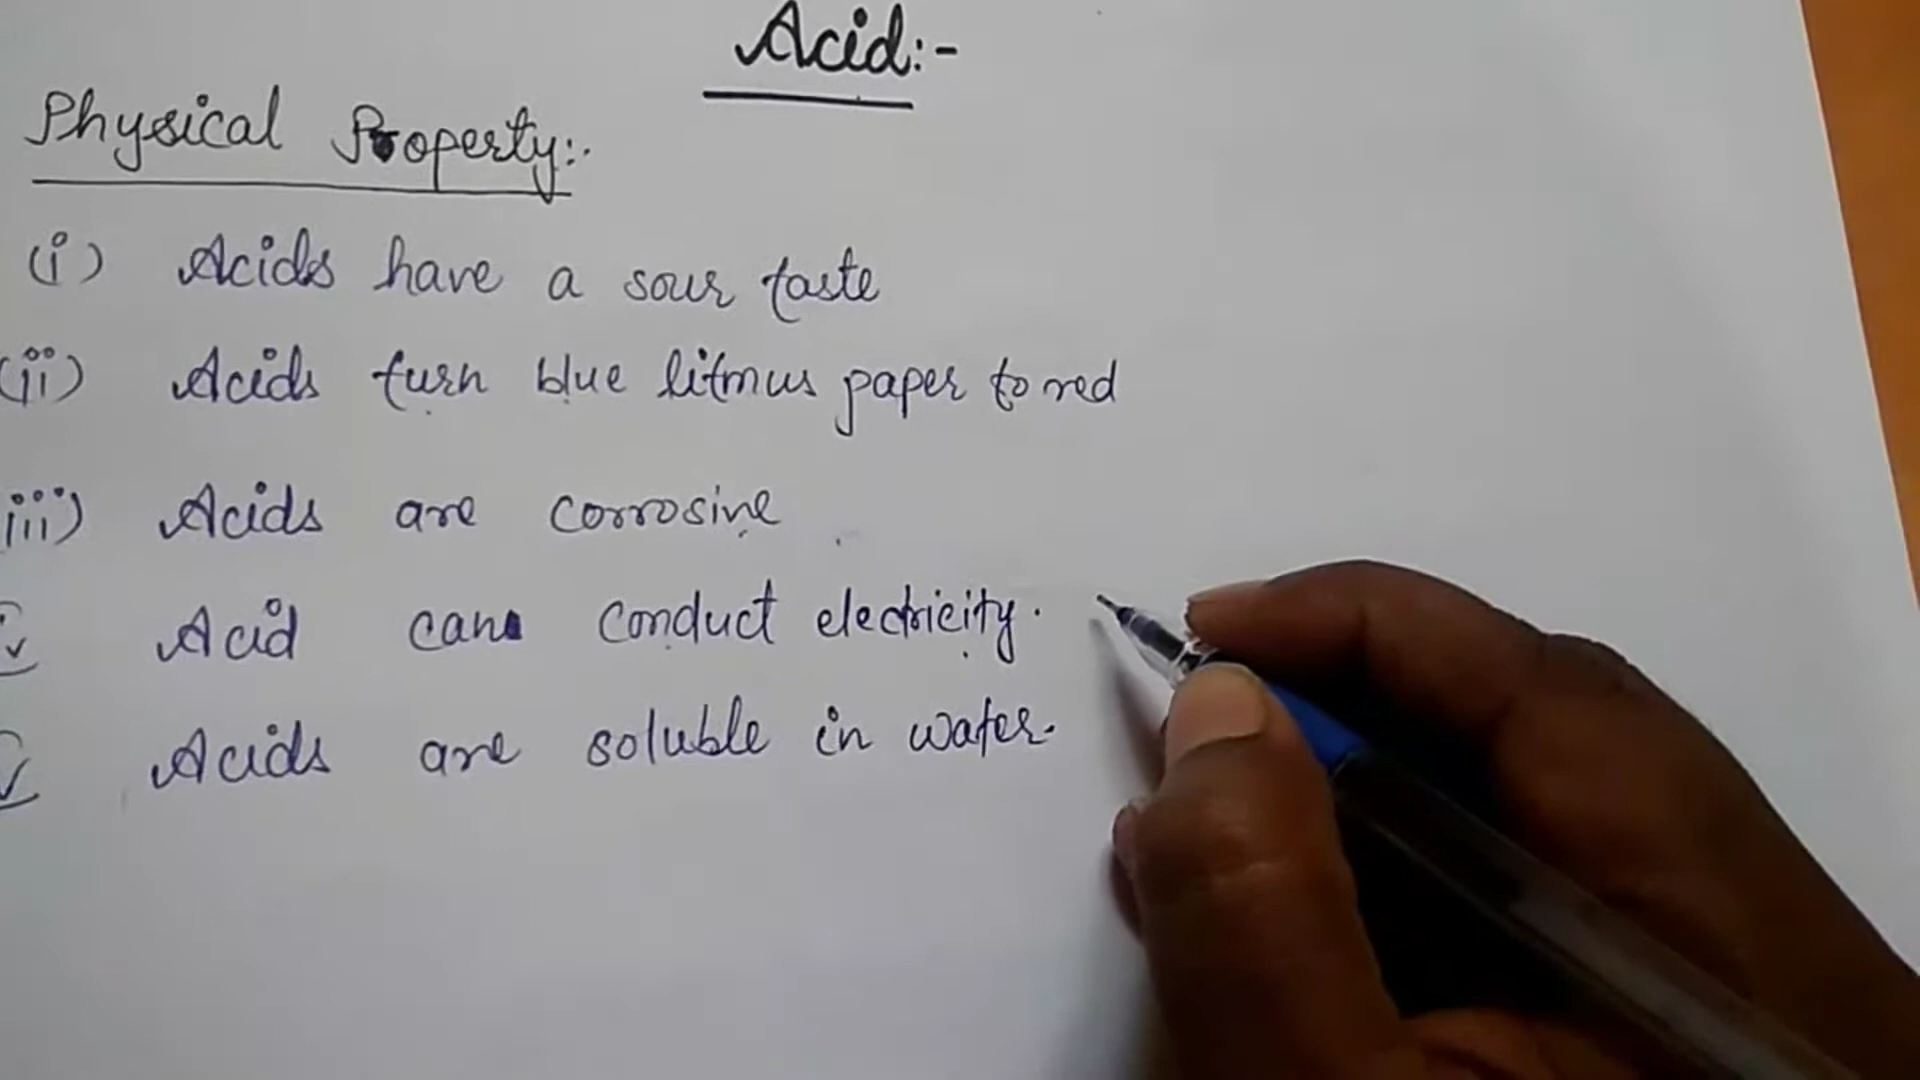 Acid:-
Physical Property:-
(i) Acids have a sour taste
(ii) Acids turn blue litmus paper to red
iii) Acids are corrosive
iv Acid can conduct electricity.
v Acids are soluble in water.